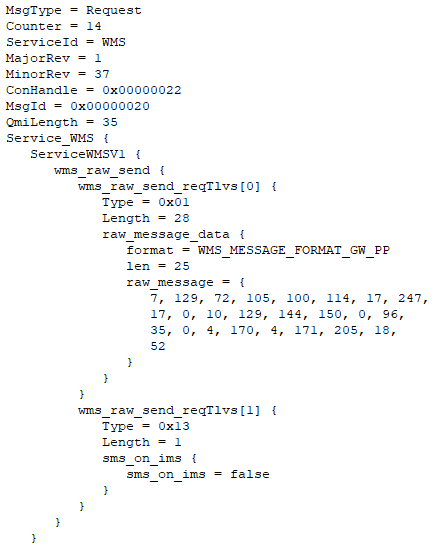 MsgType = Request
Counter = 14
ServiceId = WMS
MajorRev = 1
MinorRev = 37
ConHandle = 0x00000022
MsgId = 0x00000020
QmiLength = 35
Service_WMS {
ServiceWMSV1 {
wms_raw_send {
wms_raw_send_reqTlvs[0] {
Type = 0x01
Length = 28
raw_message_data {
format = WMS_MESSAGE_FORMAT_GW_PP
len = 25
raw_message = {
7, 129, 72, 105, 100, 114, 17, 247,
17, 0, 10, 129, 144, 150, 0, 96,
35, 0, 4, 170, 4, 171, 205, 18,
52
}
}
}
wms_raw_send_reqTlvs[1] {
Type = 0x13
Length = 1
sms_on_ims {
sms_on_ims = false
}
}
}
}